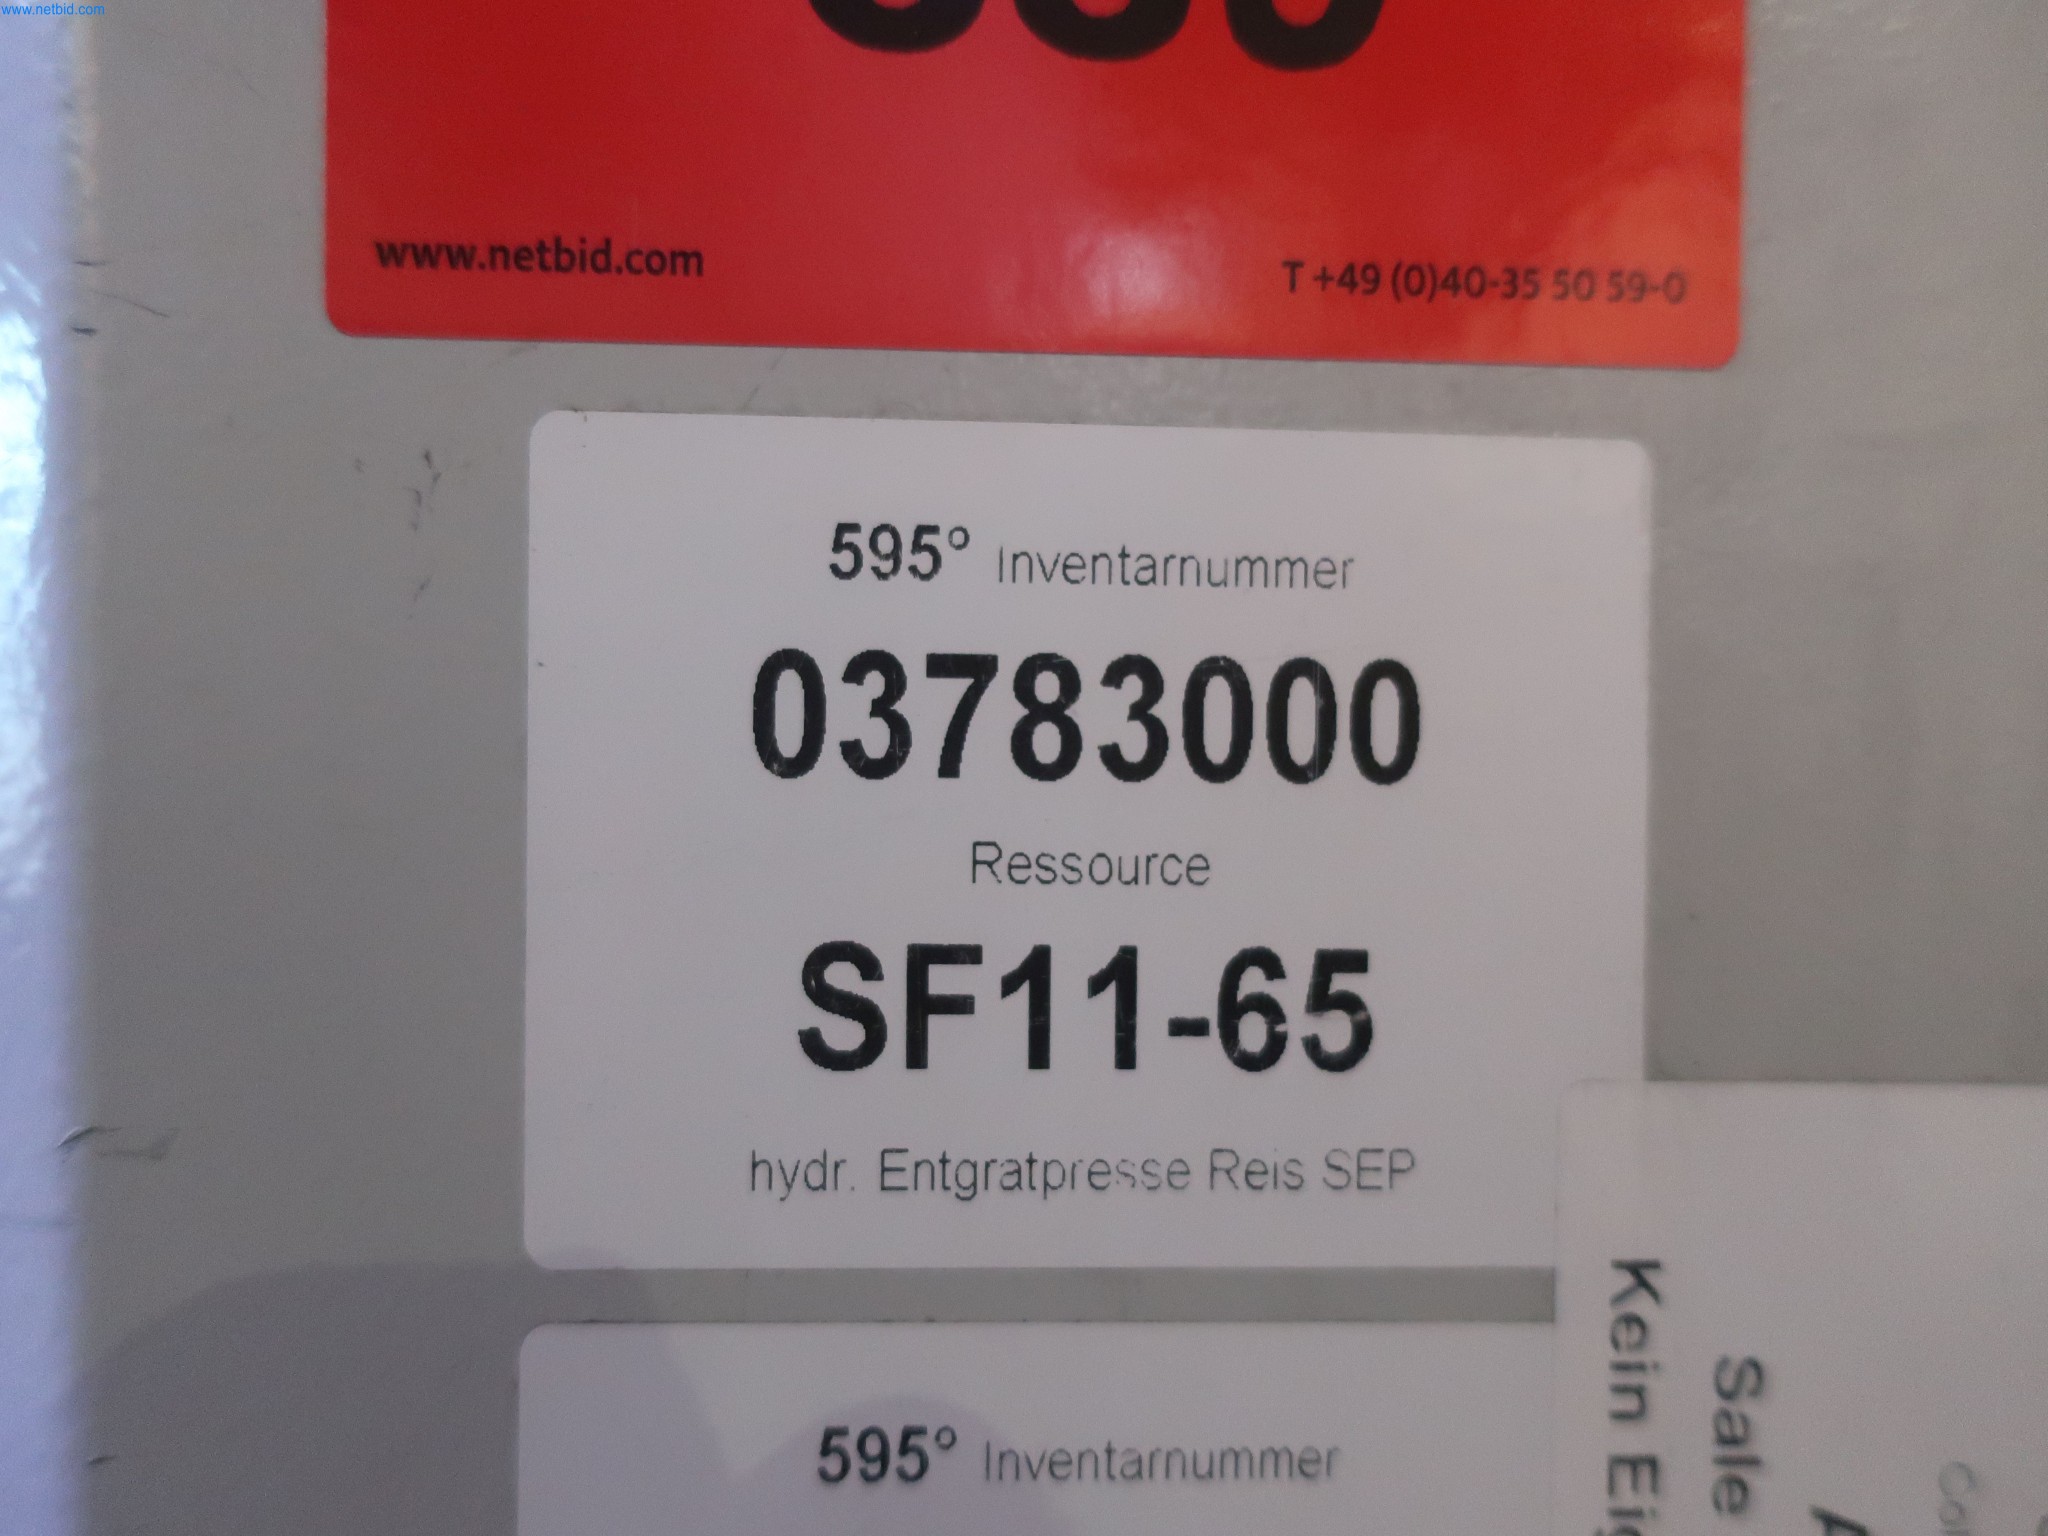 www.netbid.com
www.netbid.com
T +49 (0)40-35 50 59-0
595° Inventarnummer
03783000
Ressource
SF11-65
hydr. Entgratpresse Reis SEP
595° Inventarnummer
Kein
Sale